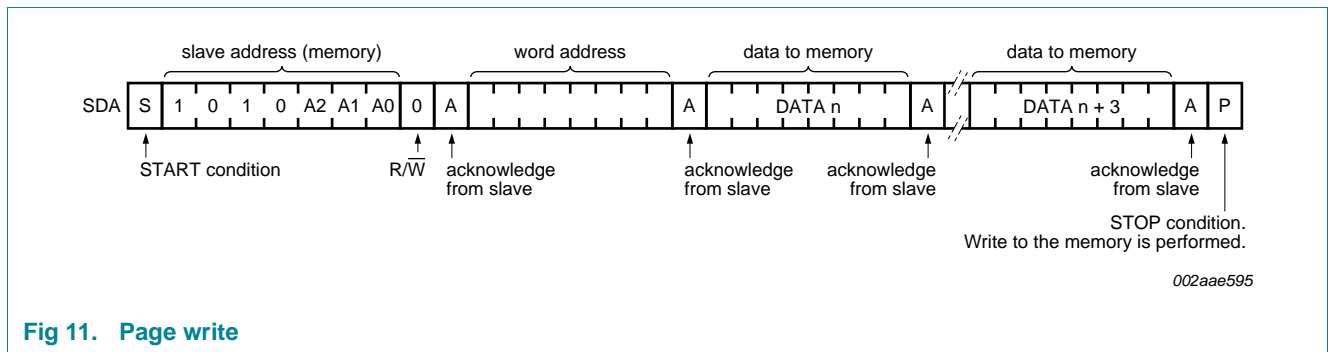 slave address (memory) word address data to memory data to memory
SDA S 1 0 1 0 A2 A1 A0 0 A A DATA n A DATA n + 3 A P
START condition R/W̅ acknowledge from slave acknowledge from slave acknowledge from slave acknowledge from slave
STOP condition.
Write to the memory is performed.
002aae595
Fig 11. Page write